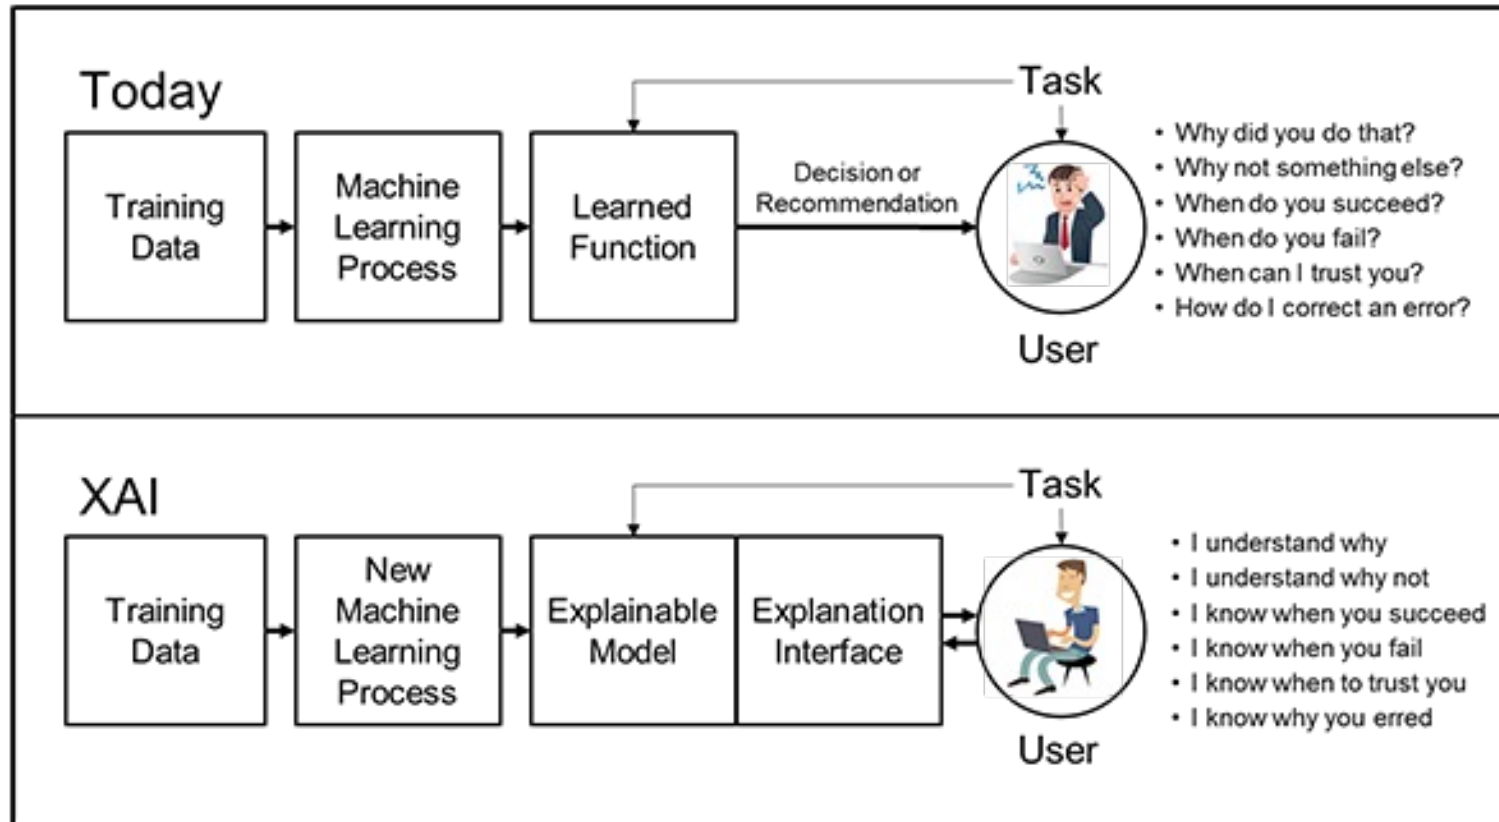 Today
Task
Training
Data
Machine
Learning
Process
Learned
Function
Decision or
Recommendation
User
• Why did you do that?
• Why not something else?
• When do you succeed?
• When do you fail?
• When can I trust you?
• How do I correct an error?
XAI
Task
Training
Data
New
Machine
Learning
Process
Explainable
Model
Explanation
Interface
User
• I understand why
• I understand why not
• I know when you succeed
• I know when you fail
• I know when to trust you
• I know why you erred